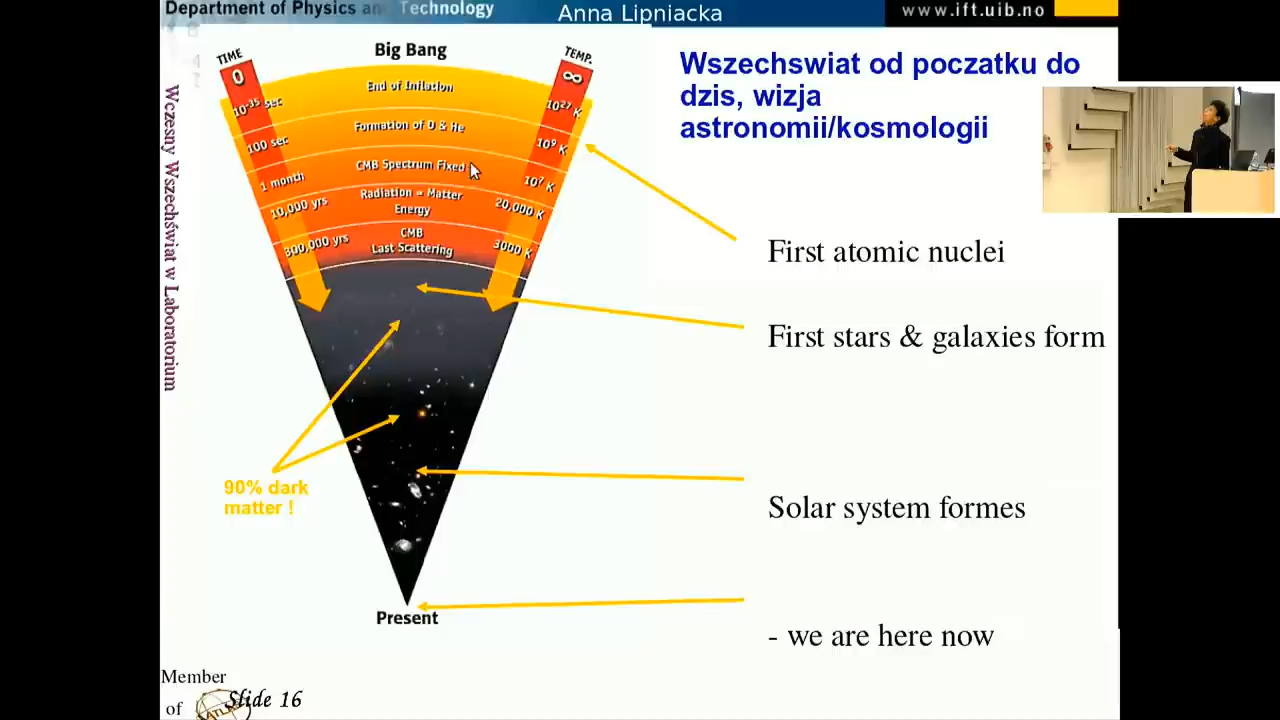 Department of Physics an Technology
Anna Lipniacka
www.ift.uib.no
Wczesny Wszechświat w Laboratorium
Wszechswiat od poczatku do
dzis, wizja
astronomii/kosmologii
Big Bang
TIME
TEMP.
0
∞
End of Inflation
10⁻³⁵ sec
10²⁷ K
Formation of D & He
100 sec
10⁹ K
CMB Spectrum Fixed
1 month
10⁷ K
Radiation = Matter
Energy
10,000 yrs
20,000 K
CMB
Last Scattering
300,000 yrs
3000 K
First atomic nuclei
First stars & galaxies form
90% dark
matter !
Solar system formes
Present
- we are here now
Member
of
Slide 16